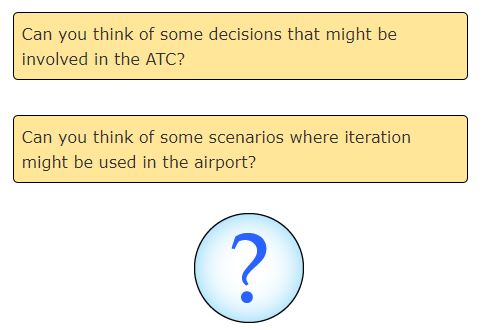 Can you think of some decisions that might be
involved in the ATC?
Can you think of some scenarios where iteration
might be used in the airport?
?